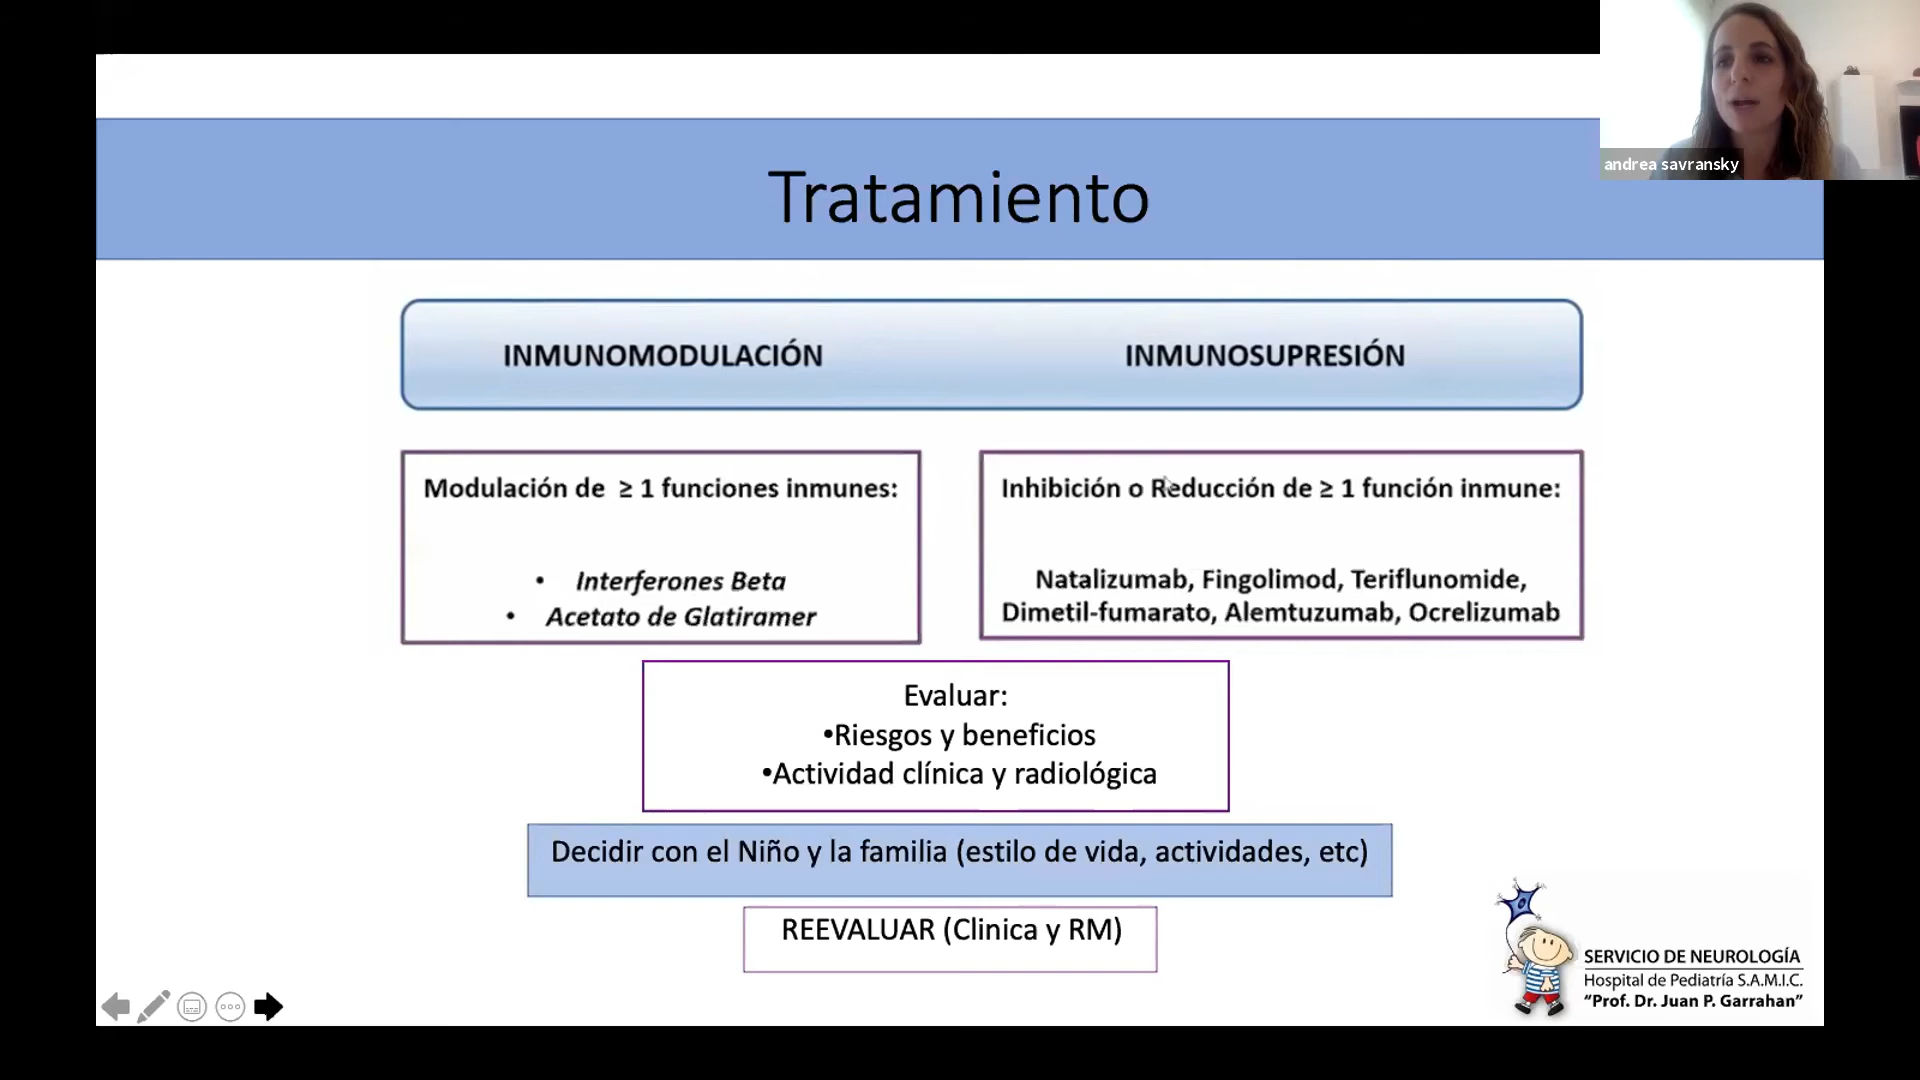 andrea savransky
Tratamiento
INMUNOMODULACIÓN
INMUNOSUPRESIÓN
Modulación de ≥ 1 funciones inmunes:
• Interferones Beta
• Acetato de Glatiramer
Inhibición o Reducción de ≥ 1 función inmune:
Natalizumab, Fingolimod, Teriflunomide,
Dimetil-fumarato, Alemtuzumab, Ocrelizumab
Evaluar:
•Riesgos y beneficios
•Actividad clínica y radiológica
Decidir con el Niño y la familia (estilo de vida, actividades, etc)
REEVALUAR (Clinica y RM)
SERVICIO DE NEUROLOGÍA
Hospital de Pediatría S.A.M.I.C.
“Prof. Dr. Juan P. Garrahan”